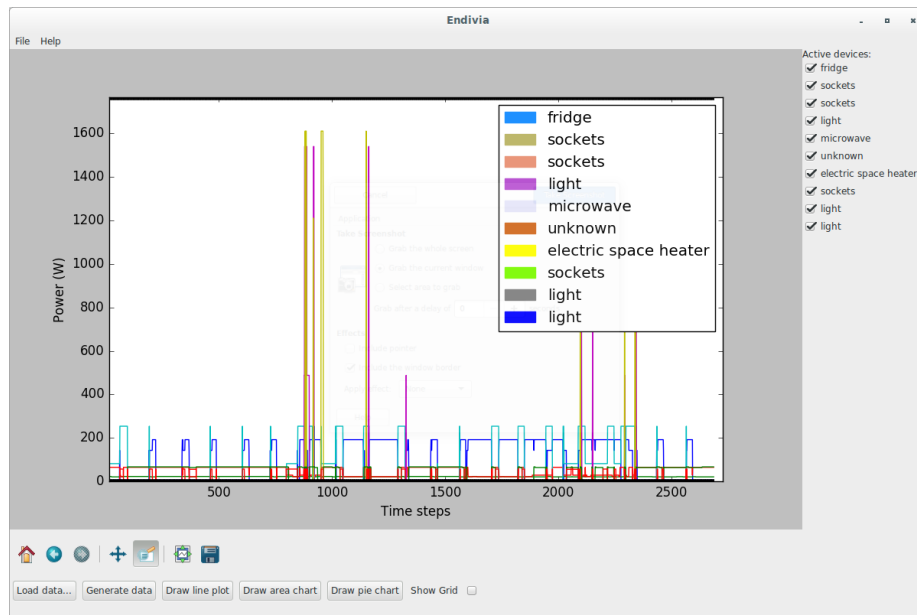 Endivia
File Help
Active devices:
fridge
sockets
sockets
light
microwave
unknown
electric space heater
sockets
light
light
1600
1400
1200
1000
800
600
400
200
0
Power (W)
500
1000
1500
2000
2500
Time steps
fridge
sockets
sockets
light
microwave
unknown
electric space heater
sockets
light
light
Load data... Generate data Draw line plot Draw area chart Draw pie chart Show Grid